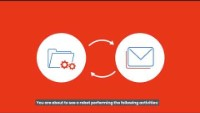 You are about to see a robot performing the following activities: